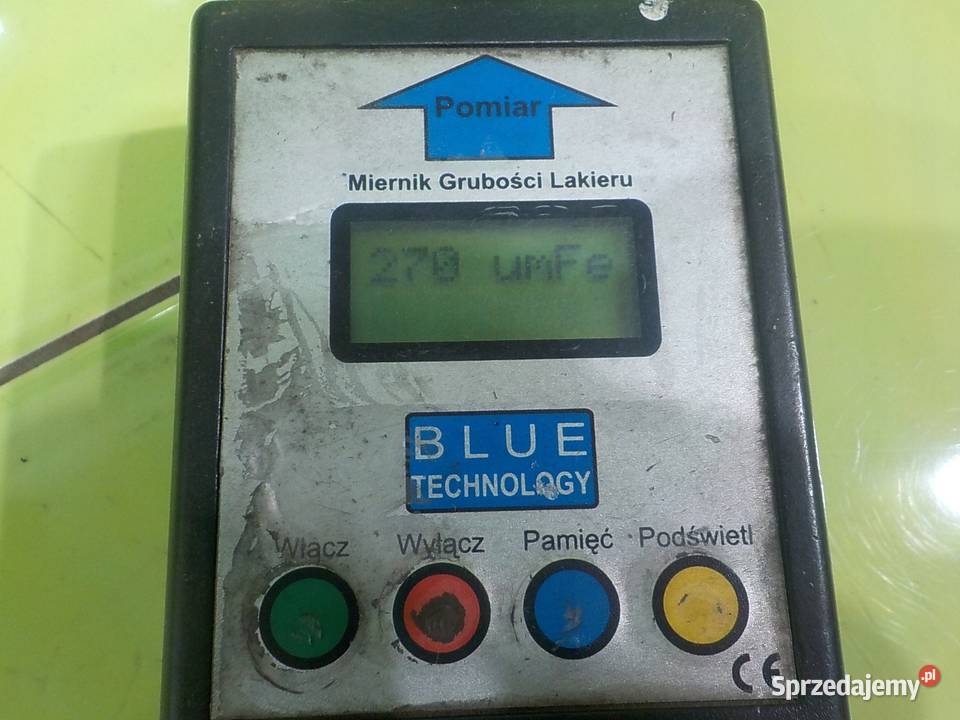 Pomiar
Miernik Grubości Lakieru
270 umFe
BLUE
TECHNOLOGY
Włącz Wyłącz Pamięć Podświetl
CE
Sprzedajemy.pl